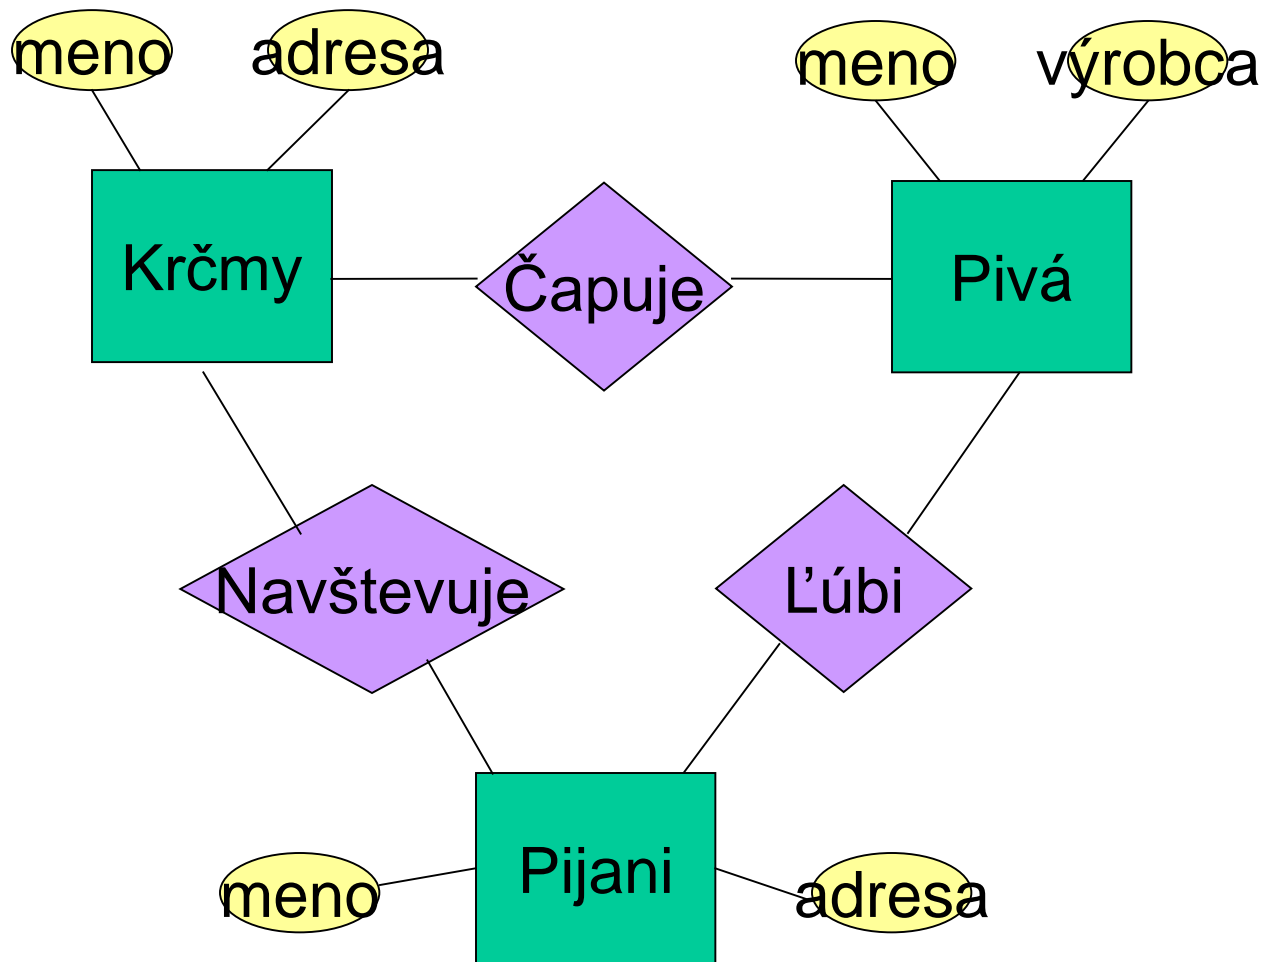 meno
adresa
meno
výrobca
Krčmy
Čapuje
Pivá
Navštevuje
Ľúbi
Pijani
meno
adresa